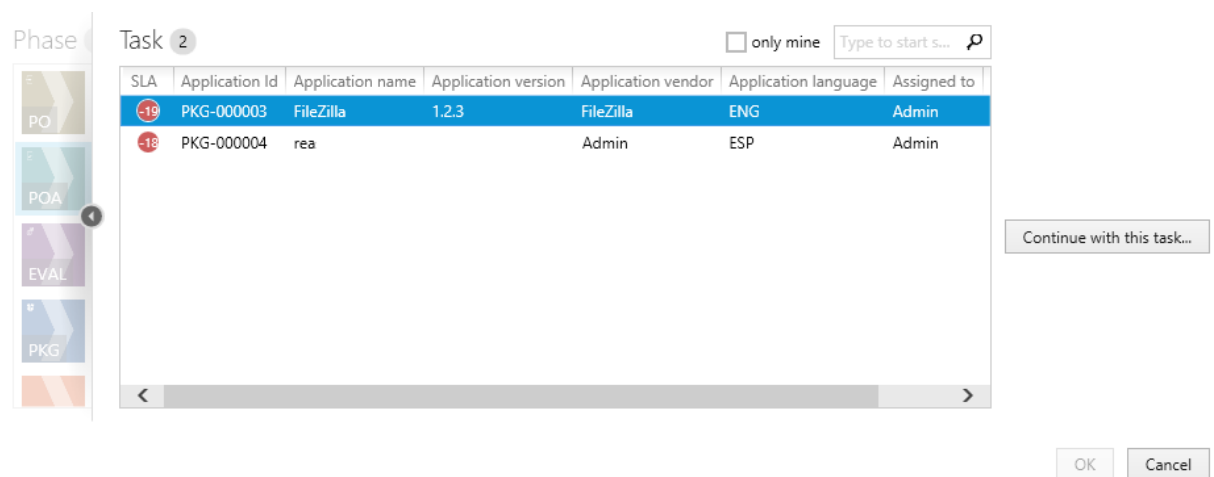 Phase
Task 2
only mine
Type to start s...
SLA Application Id Application name Application version Application vendor Application language Assigned to
-19 PKG-000003 FileZilla 1.2.3 FileZilla ENG Admin
-18 PKG-000004 rea Admin ESP Admin
PO
POA
EVAL
PKG
Continue with this task...
OK Cancel